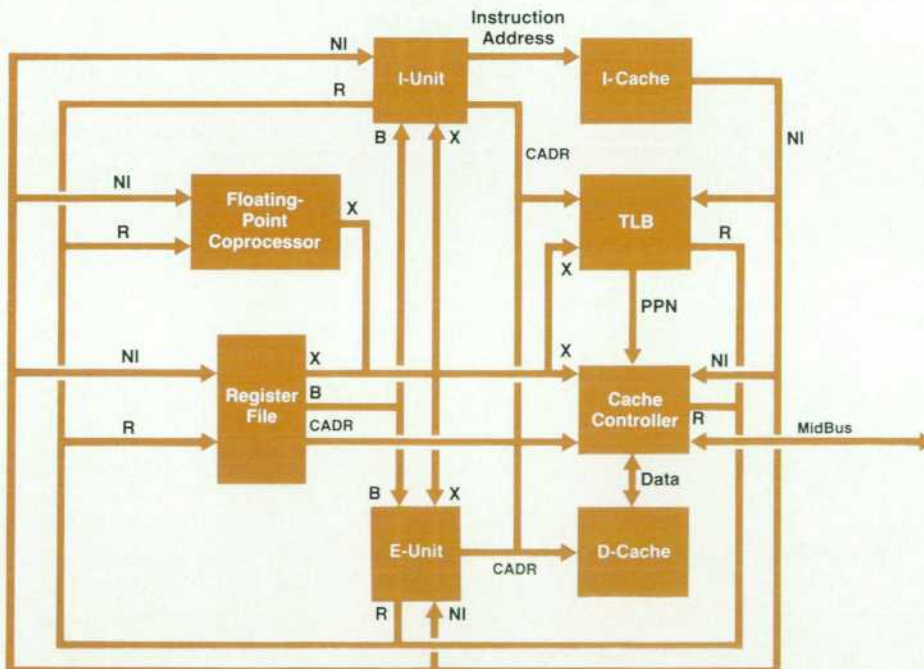 Instruction
Address
NI
I-Unit
I-Cache
R
B
X
CADR
NI
NI
Floating-
Point
Coprocessor
X
TLB
R
R
X
PPN
NI
X
X
NI
Register
File
B
Cache
Controller
R
R
CADR
MidBus
Data
B
X
E-Unit
D-Cache
CADR
R
NI